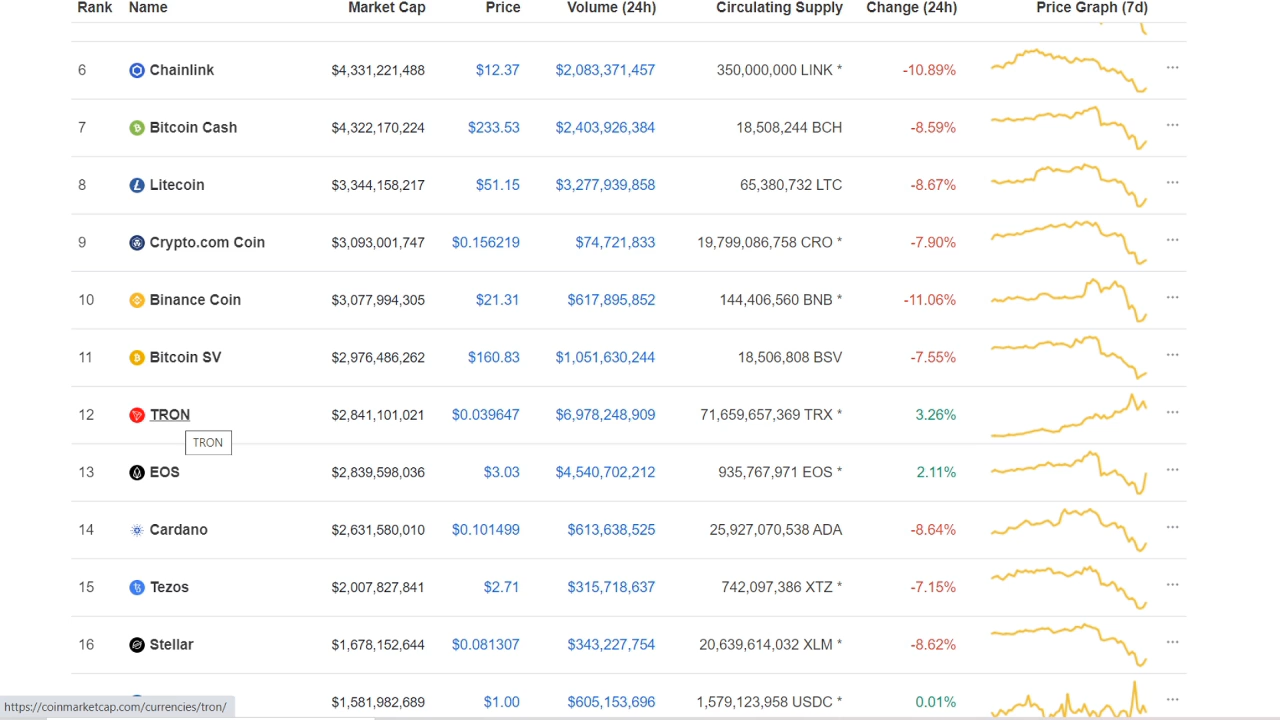 Rank Name Market Cap Price Volume (24h) Circulating Supply Change (24h) Price Graph (7d)
6 Chainlink $4,331,221,488 $12.37 $2,083,371,457 350,000,000 LINK * -10.89% ...
7 Bitcoin Cash $4,322,170,224 $233.53 $2,403,926,384 18,508,244 BCH -8.59% ...
8 Litecoin $3,344,158,217 $51.15 $3,277,939,858 65,380,732 LTC -8.67% ...
9 Crypto.com Coin $3,093,001,747 $0.156219 $74,721,833 19,799,086,758 CRO * -7.90% ...
10 Binance Coin $3,077,994,305 $21.31 $617,895,852 144,406,560 BNB * -11.06% ...
11 Bitcoin SV $2,976,486,262 $160.83 $1,051,630,244 18,506,808 BSV -7.55% ...
12 TRON $2,841,101,021 $0.039647 $6,978,248,909 71,659,657,369 TRX * 3.26% ...
TRON
13 EOS $2,839,593,036 $3.03 $4,540,702,212 935,767,971 EOS * 2.11% ...
14 Cardano $2,631,580,010 $0.101499 $613,638,525 25,927,070,538 ADA -8.64% ...
15 Tezos $2,007,827,841 $2.71 $315,718,637 742,097,386 XTZ * -7.15% ...
16 Stellar $1,678,152,644 $0.081307 $343,227,754 20,639,614,032 XLM * -8.62% ...
$1,581,982,689 $1.00 $605,153,696 1,579,123,958 USDC * 0.01% ...
https://coinmarketcap.com/currencies/tron/